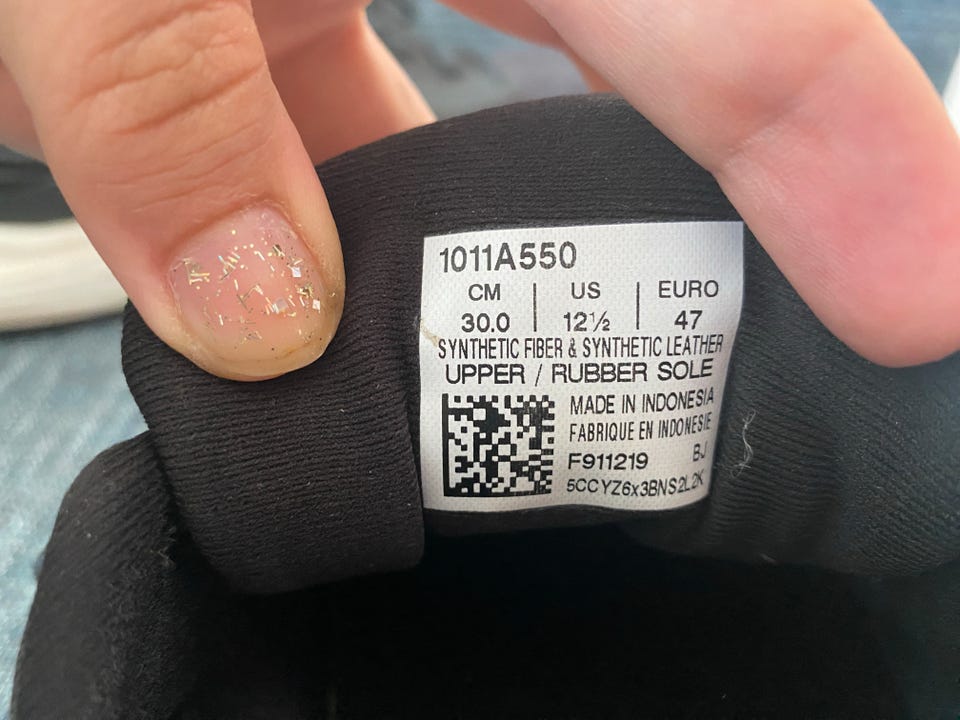 1011A550
CM | US | EURO
30.0 | 12½ | 47
SYNTHETIC FIBER & SYNTHETIC LEATHER
UPPER / RUBBER SOLE
MADE IN INDONESIA
FABRIQUE EN INDONESIE
F911219 BJ
5CCYZ6x3BNS2L2K